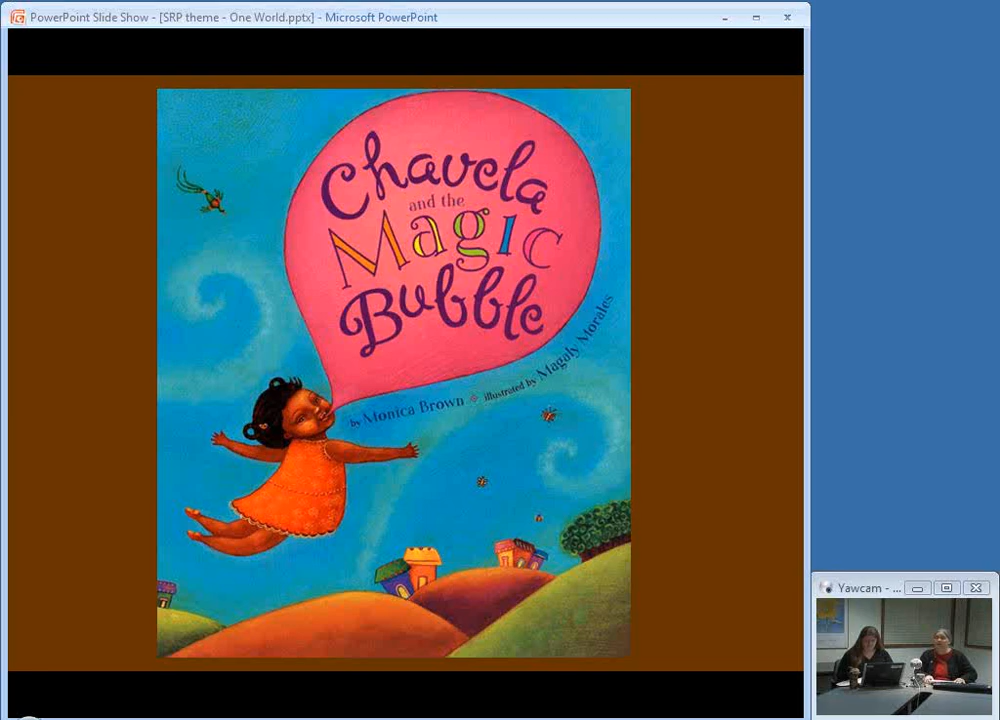 PowerPoint Slide Show - [SRP theme - One World.pptx] - Microsoft PowerPoint
Chavela
and the
Magic
Bubble
by Monica Brown illustrated by Magaly Morales
Yawcam - ...